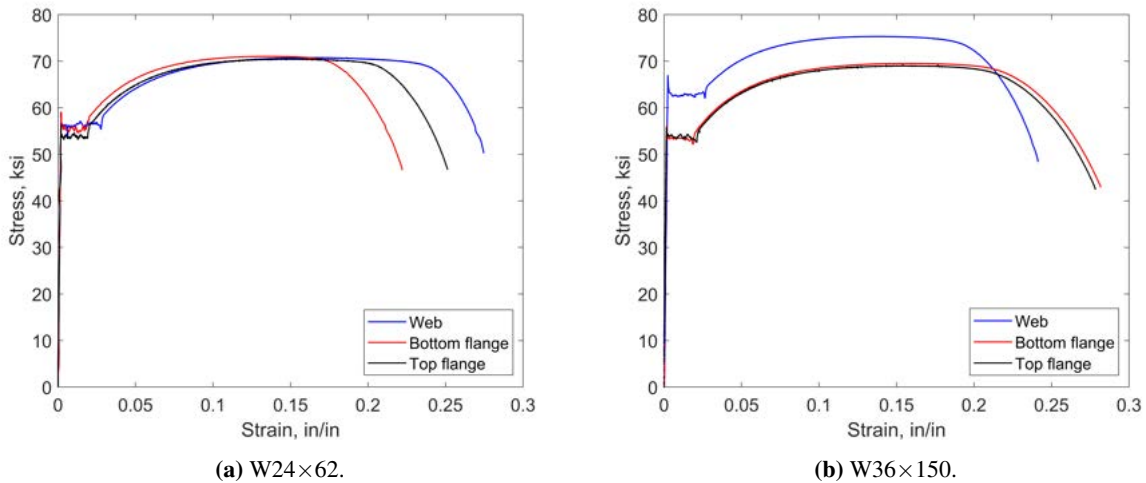 80
70
60
50
40
30
20
10
0
Stress, ksi
0 0.05 0.1 0.15 0.2 0.25 0.3
Strain, in/in
Web
Bottom flange
Top flange
(a) W24×62.
80
70
60
50
40
30
20
10
0
Stress, ksi
0 0.05 0.1 0.15 0.2 0.25 0.3
Strain, in/in
Web
Bottom flange
Top flange
(b) W36×150.